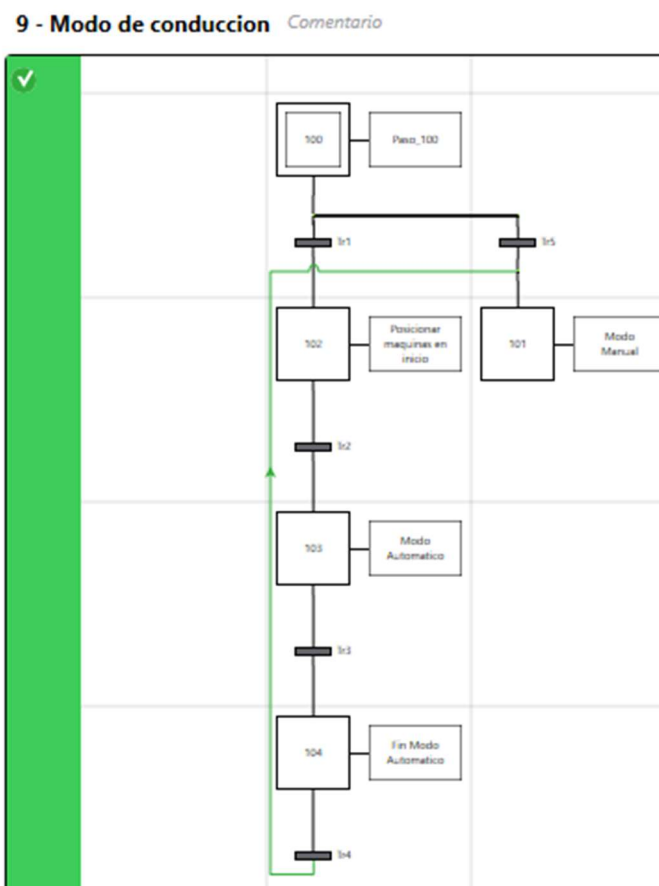 9 - Modo de conduccion Comentario
100
Paso_100
Tr1
Tr5
102
Posicionar
maquinas en
inicio
101
Modo
Manual
Tr2
103
Modo
Automatico
Tr3
104
Fin Modo
Automatico
Tr4